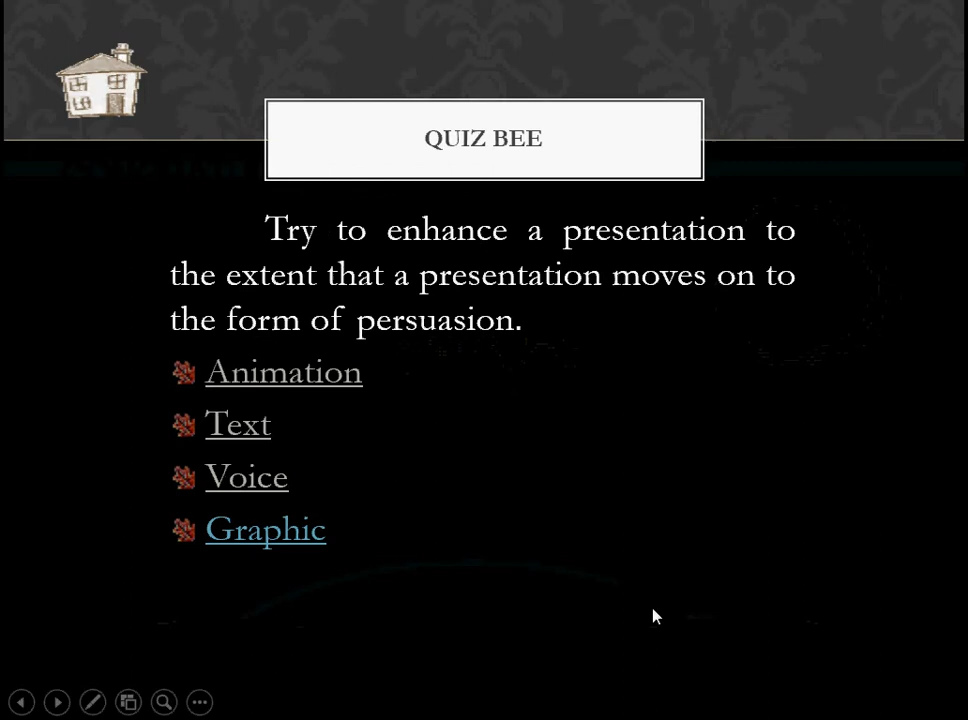 QUIZ BEE
Try to enhance a presentation to
the extent that a presentation moves on to
the form of persuasion.
Animation
Text
Voice
Graphic